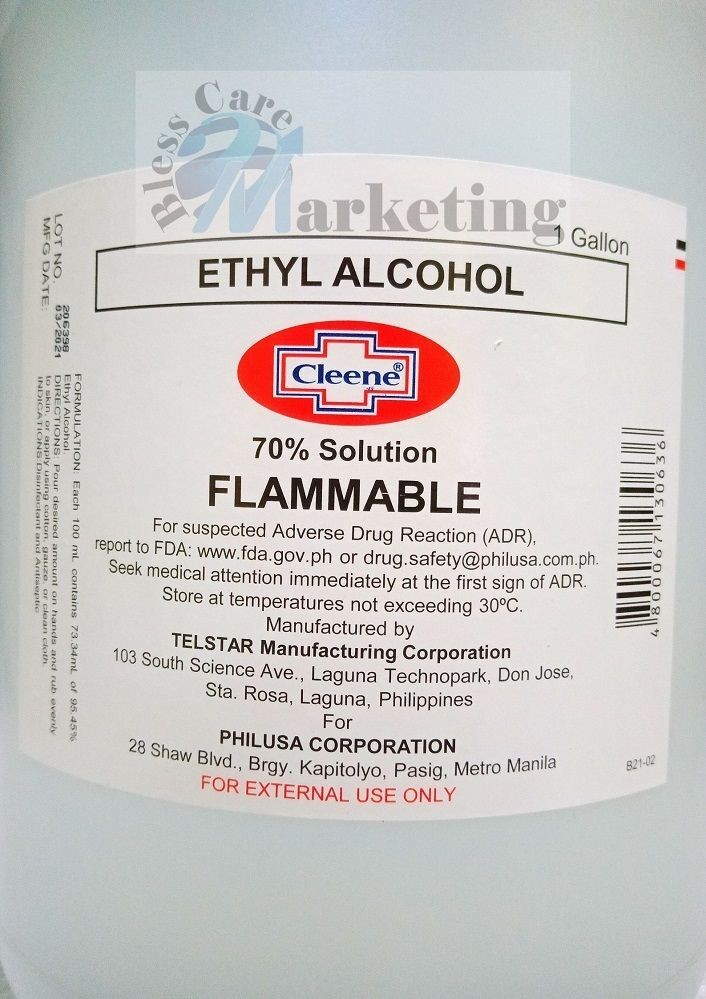 Bless Care
Marketing
1 Gallon
ETHYL ALCOHOL
Cleene®
70% Solution
FLAMMABLE
For suspected Adverse Drug Reaction (ADR),
report to FDA: www.fda.gov.ph or drug.safety@philusa.com.ph.
Seek medical attention immediately at the first sign of ADR.
Store at temperatures not exceeding 30ºC.
Manufactured by
TELSTAR Manufacturing Corporation
103 South Science Ave., Laguna Technopark, Don Jose,
Sta. Rosa, Laguna, Philippines
For
PHILUSA CORPORATION
28 Shaw Blvd., Brgy. Kapitolyo, Pasig, Metro Manila
FOR EXTERNAL USE ONLY
B21-02
4 800067 130636
LOT NO. 206398
MFG DATE: 03/2021
FORMULATION: Each 100 mL contains 73.34mL of 95.45%
Ethyl Alcohol.
DIRECTIONS: Pour desired amount on hands and rub evenly
to skin, or apply using cotton, gauze, or clean cloth.
INDICATIONS:Disinfectant and Antiseptic